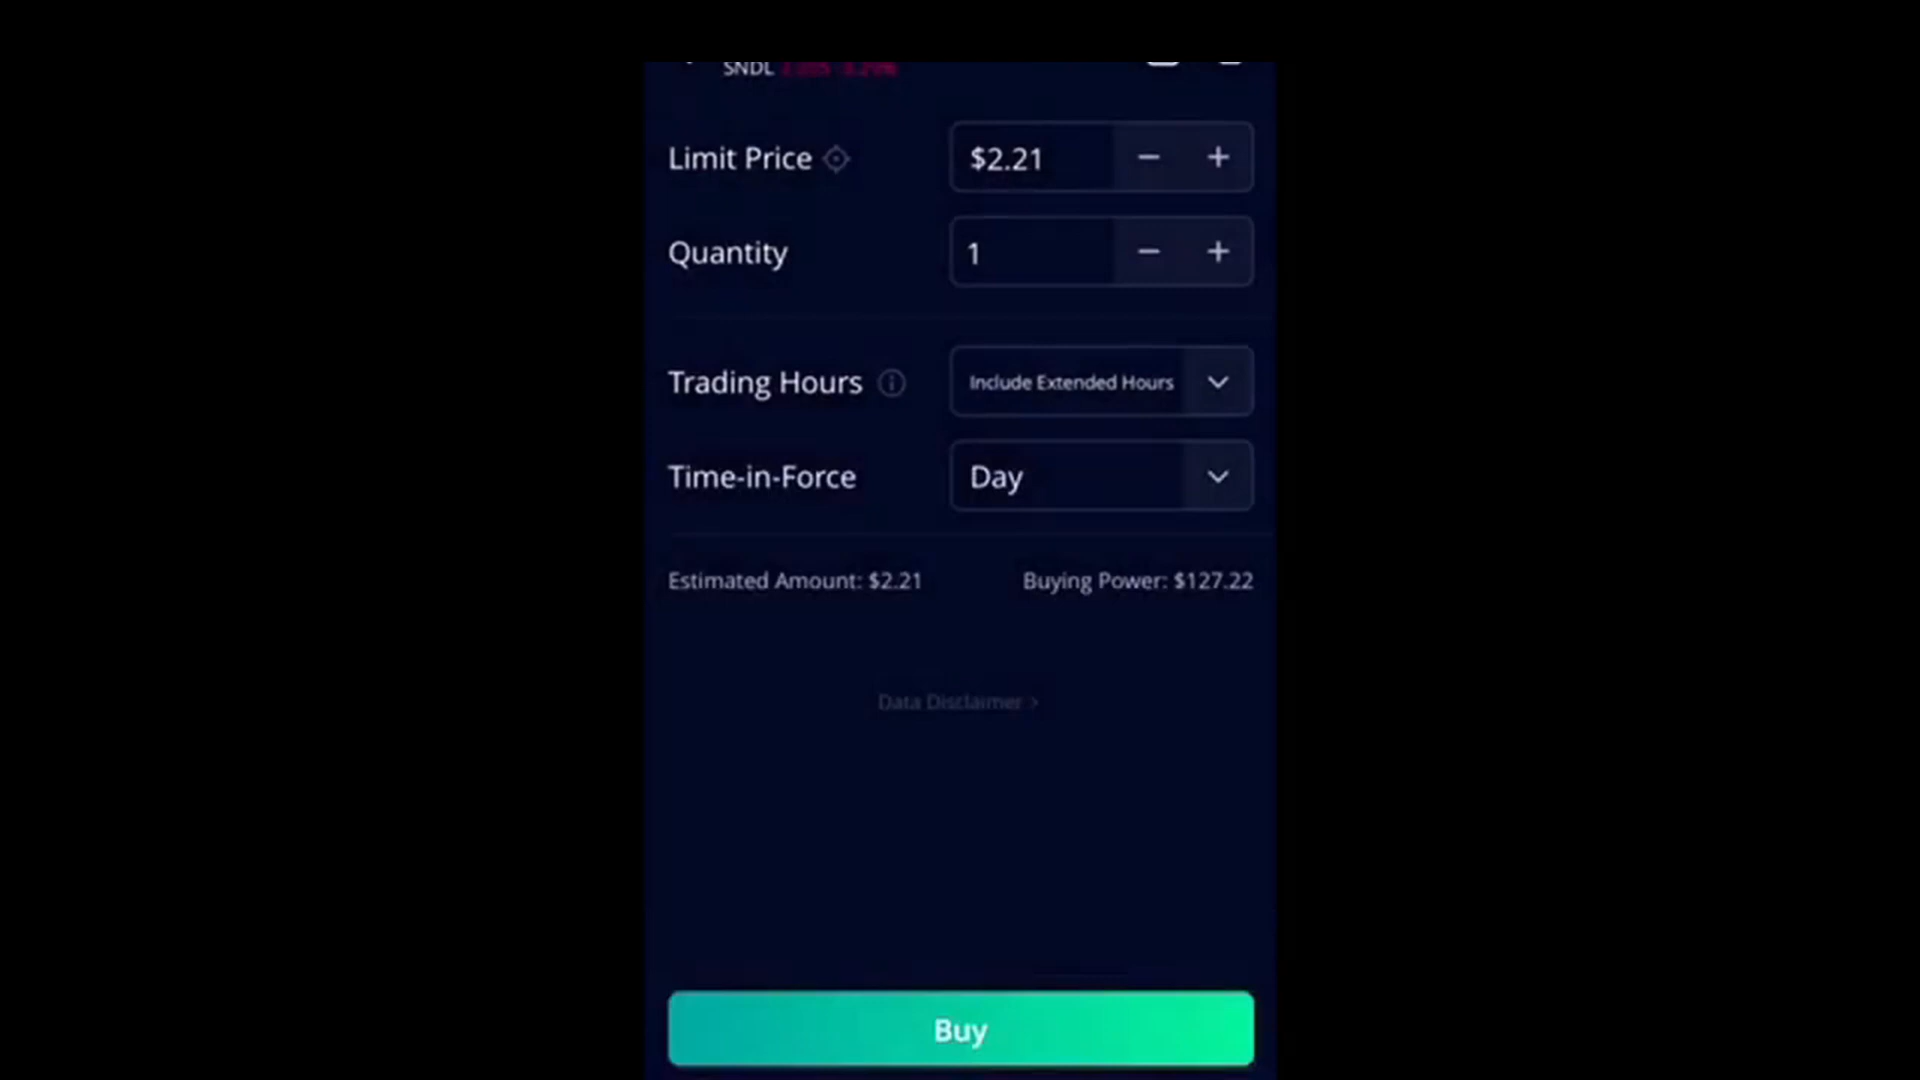 SNDL
Limit Price $2.21 − +
Quantity 1 − +
Trading Hours Include Extended Hours
Time-in-Force Day
Estimated Amount: $2.21 Buying Power: $127.22
Data Disclaimer >
Buy